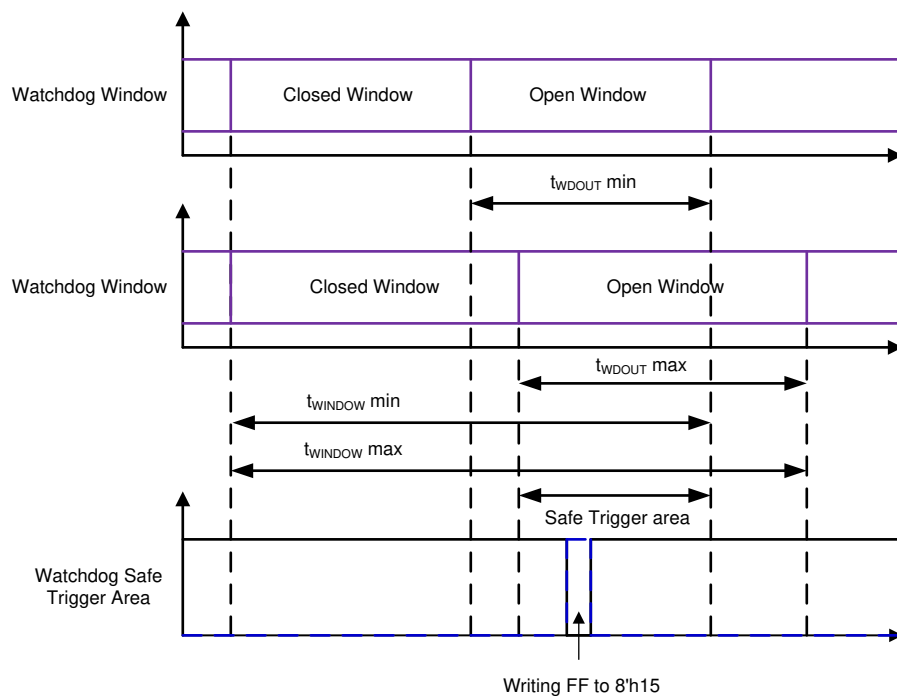 Watchdog Window
Closed Window
Open Window
tWDOUT min
Watchdog Window
Closed Window
Open Window
tWDOUT max
tWINDOW min
tWINDOW max
Safe Trigger area
Watchdog Safe
Trigger Area
Writing FF to 8'h15